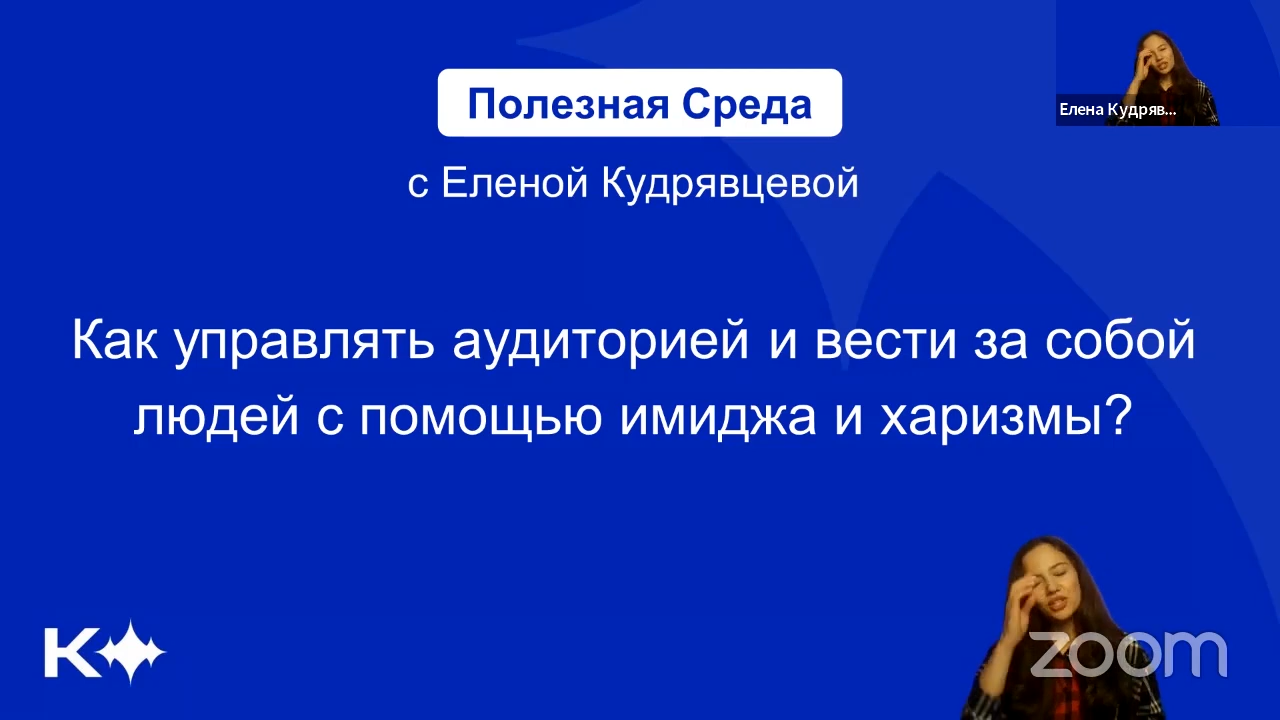 Полезная Среда
Елена Кудряв...
с Еленой Кудрявцевой
Как управлять аудиторией и вести за собой
людей с помощью имиджа и харизмы?
К
zoom